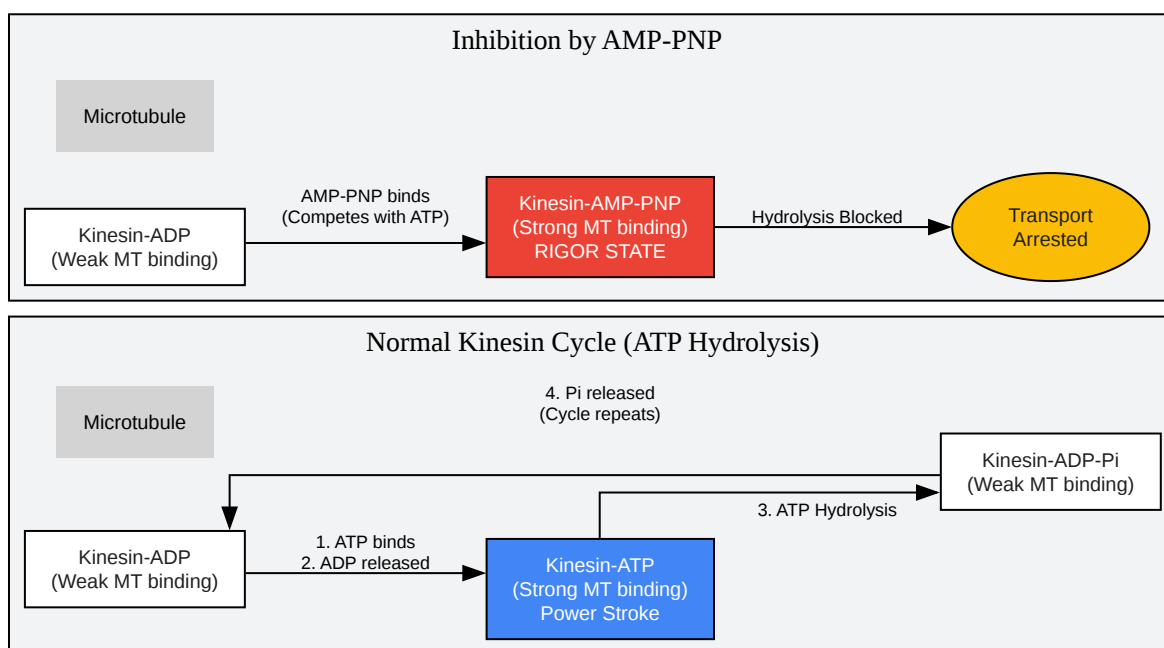 Inhibition by AMP-PNP
Microtubule
AMP-PNP binds
(Competes with ATP)
Kinesin-ADP
(Weak MT binding)
Kinesin-AMP-PNP
(Strong MT binding)
RIGOR STATE
Hydrolysis Blocked
Transport
Arrested
Normal Kinesin Cycle (ATP Hydrolysis)
4. Pi released
(Cycle repeats)
Microtubule
Kinesin-ADP-Pi
(Weak MT binding)
3. ATP Hydrolysis
Kinesin-ADP
(Weak MT binding)
1. ATP binds
2. ADP released
Kinesin-ATP
(Strong MT binding)
Power Stroke